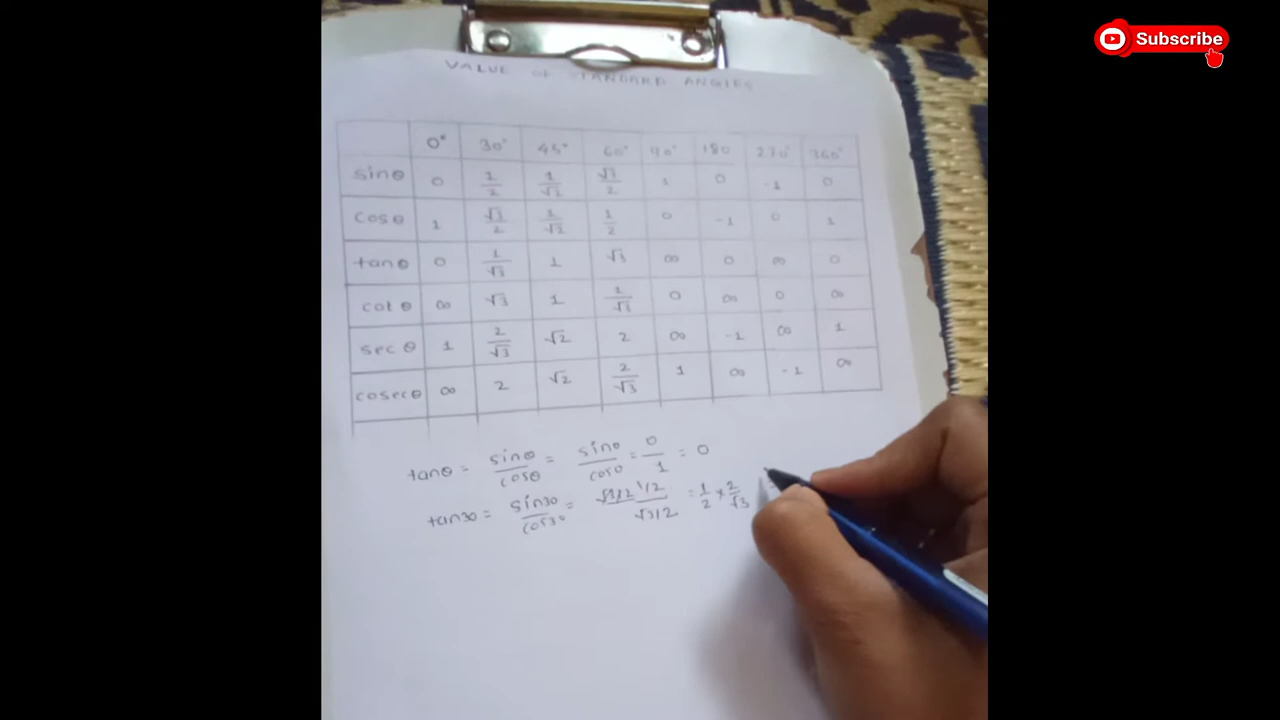 Subscribe
VALUE OF STANDARD ANGLES
0° 30° 45° 60° 90° 180 270° 360°
sinθ 0 1/2 1/√2 √3/2 1 0 -1 0
cosθ 1 √3/2 1/√2 1/2 0 -1 0 1
tanθ 0 1/√3 1 √3 ∞ 0 ∞ 0
cotθ ∞ √3 1 1/√3 0 ∞ 0 ∞
secθ 1 2/√3 √2 2 ∞ -1 ∞ 1
cosecθ ∞ 2 √2 2/√3 1 ∞ -1 ∞
tanθ = sinθ/cosθ = sin0/cos0 = 0/1 = 0
tan30 = sin30/cos30 = 1/2/√3/2 = 1/2 × 2/√3